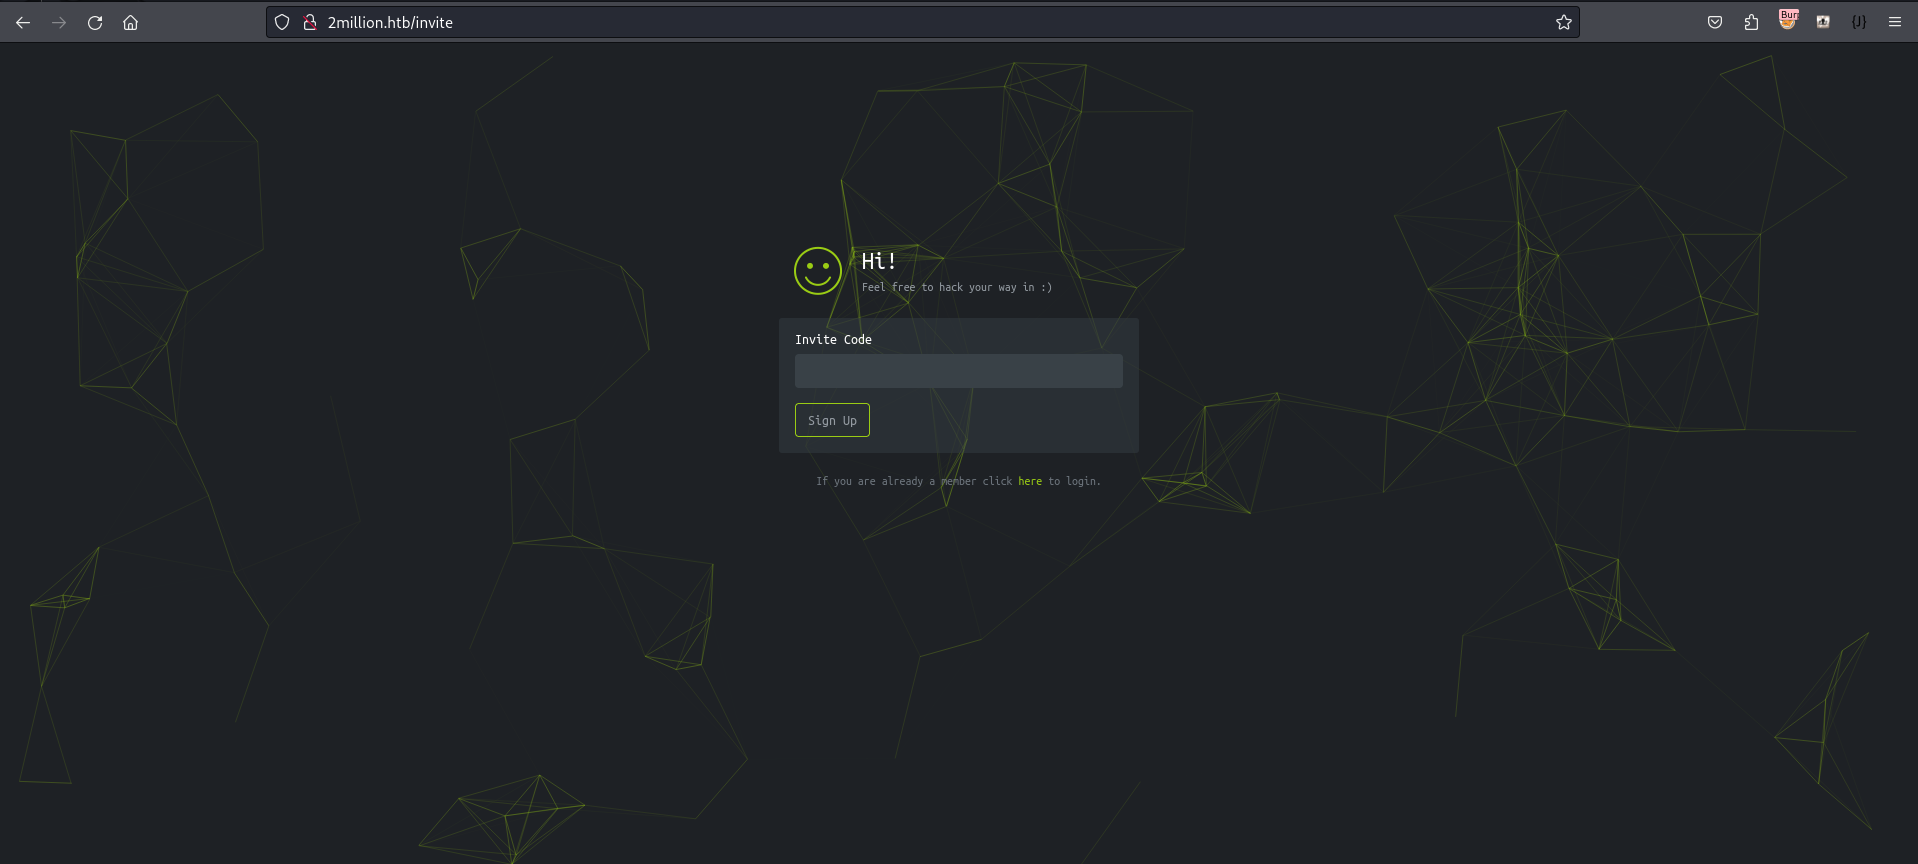 2million.htb/invite
Burp
{J}
Hi!
Feel free to hack your way in :)
Invite Code
Sign Up
If you are already a member click here to login.